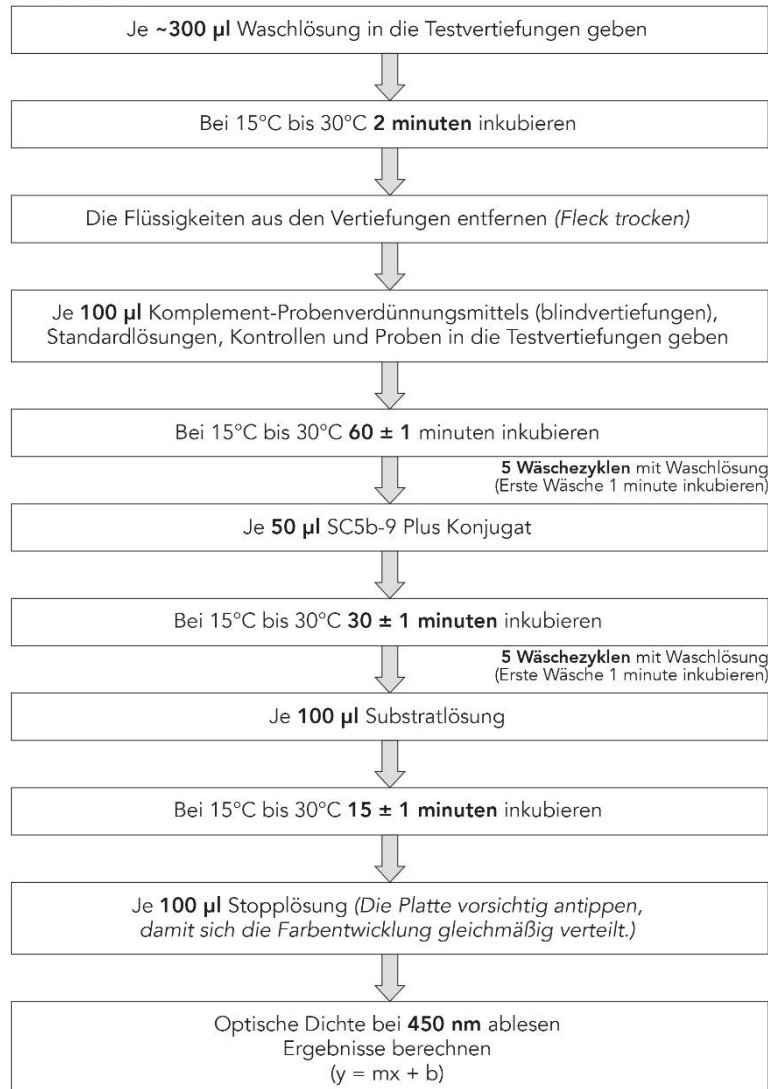 Je ~300 µl Waschlösung in die Testvertiefungen geben
Bei 15°C bis 30°C 2 minuten inkubieren
Die Flüssigkeiten aus den Vertiefungen entfernen (Fleck trocken)
Je 100 µl Komplement-Probenverdünnungsmittels (blindvertiefungen),
Standardlösungen, Kontrollen und Proben in die Testvertiefungen geben
Bei 15°C bis 30°C 60 ± 1 minuten inkubieren
5 Wäschezyklen mit Waschlösung
(Erste Wäsche 1 minute inkubieren)
Je 50 µl SC5b-9 Plus Konjugat
Bei 15°C bis 30°C 30 ± 1 minuten inkubieren
5 Wäschezyklen mit Waschlösung
(Erste Wäsche 1 minute inkubieren)
Je 100 µl Substratlösung
Bei 15°C bis 30°C 15 ± 1 minuten inkubieren
Je 100 µl Stopplösung (Die Platte vorsichtig antippen,
damit sich die Farbentwicklung gleichmäßig verteilt.)
Optische Dichte bei 450 nm ablesen
Ergebnisse berechnen
(y = mx + b)